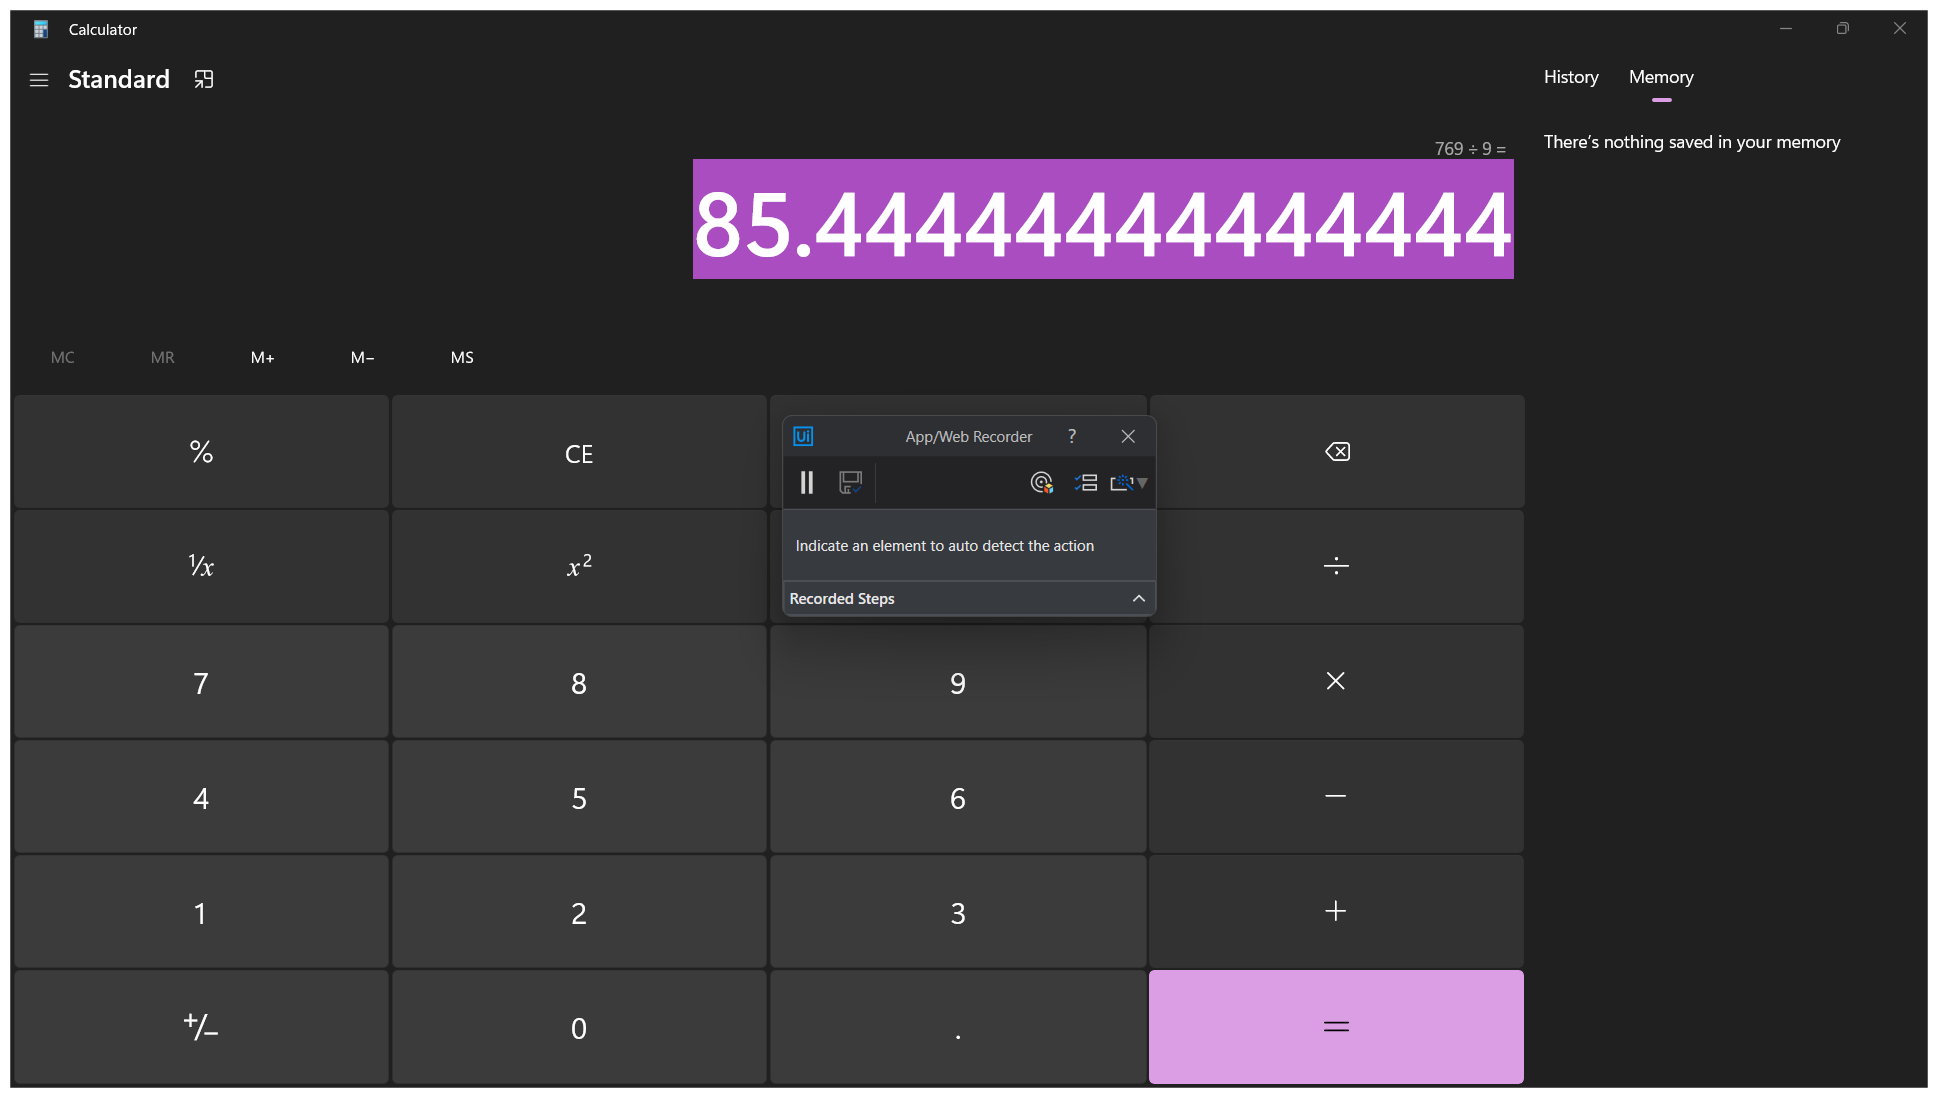 Calculator
Standard
History Memory
There's nothing saved in your memory
769 ÷ 9 =
85.44444444444444
MC MR M+ M− MS
% CE
Ui App/Web Recorder ?
Indicate an element to auto detect the action
Recorded Steps
¹/x x² ÷
7 8 9 ×
4 5 6 −
1 2 3 +
+/− 0 . =